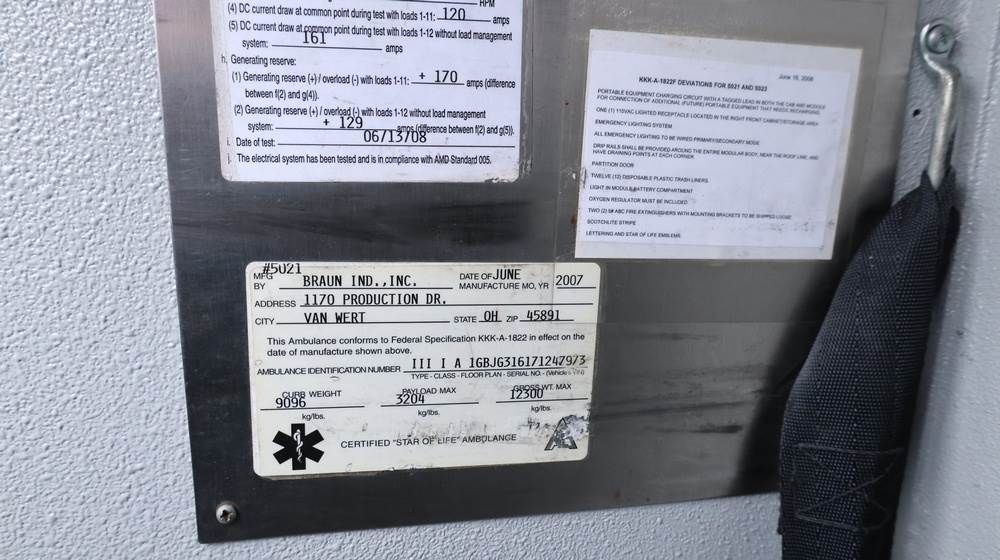 RPM
(4) DC current draw at common point during test with loads 1-11: 120 amps
(5) DC current draw at common point during test with loads 1-12 without load management
system: 161 amps
h. Generating reserve:
(1) Generating reserve (+) / overload (-) with loads 1-11: + 170 amps (difference
between f(2) and g(4)).
(2) Generating reserve (+) / overload (-) with loads 1-12 without load management
system: + 129 amps (difference between f(2) and g(5)).
i. Date of test: 06/13/08
j. The electrical system has been tested and is in compliance with AMD Standard 005.
June 16, 2008
KKK-A-1822F DEVIATIONS FOR 5021 AND 5022
PORTABLE EQUIPMENT CHARGING CIRCUIT WITH A TAGGED LEAD IN BOTH THE CAB AND MODULE
FOR CONNECTION OF ADDITIONAL (FUTURE) PORTABLE EQUIPMENT THAT NEEDS RECHARGING
ONE (1) 115VAC LIGHTED RECEPTACLE LOCATED IN THE RIGHT FRONT CABINET/STORAGE AREA
EMERGENCY LIGHTING SYSTEM
ALL EMERGENCY LIGHTING TO BE WIRED PRIMARY/SECONDARY MODE
DRIP RAILS SHALL BE PROVIDED AROUND THE ENTIRE MODULAR BODY, NEAR THE ROOF LINE, AND
HAVE DRAINING POINTS AT EACH CORNER.
PARTITION DOOR
TWELVE (12) DISPOSABLE PLASTIC TRASH LINERS
LIGHT IN MODULE BATTERY COMPARTMENT
OXYGEN REGULATOR MUST BE INCLUDED
TWO (2) 5# ABC FIRE EXTINGUISHERS WITH MOUNTING BRACKETS TO BE SHIPPED LOOSE
SCOTCHLITE STRIPE
LETTERING AND STAR OF LIFE EMBLEMS
#5021
MFG BY BRAUN IND.,INC. DATE OF MANUFACTURE MO, YR JUNE 2007
ADDRESS 1170 PRODUCTION DR.
CITY VAN WERT STATE OH ZIP 45891
This Ambulance conforms to Federal Specification KKK-A-1822 in effect on the
date of manufacture shown above.
AMBULANCE IDENTIFICATION NUMBER III I A 1GBJG316171247973
TYPE - CLASS - FLOOR PLAN - SERIAL NO. - (Vehicle's VIN)
CURB WEIGHT PAYLOAD MAX GROSS WT. MAX
9096 3204 12300
kg/lbs. kg/lbs. kg/lbs.
CERTIFIED "STAR OF LIFE" AMBULANCE